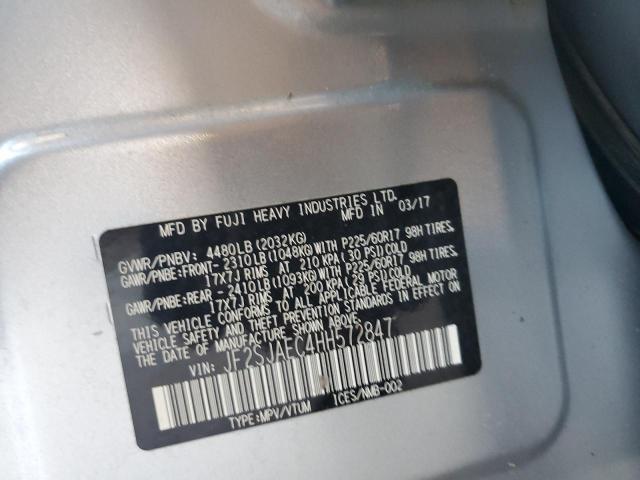 MFD BY FUJI HEAVY INDUSTRIES LTD.
MFD IN 03/17
GVWR/PNBV: 4480LB(2032KG)
GAWR/PNBE:FRONT-2310LB(1048KG)WITH P225/60R17 98H TIRES.
17X7J RIMS AT 210 KPA(30 PSI)COLD
GAWR/PNBE:REAR -2410LB(1093KG)WITH P225/60R17 98H TIRES.
17X7J RIMS AT 200 KPA(29 PSI)COLD
THIS VEHICLE CONFORMS TO ALL APPLICABLE FEDERAL MOTOR
VEHICLE SAFETY AND THEFT PREVENTION STANDARDS IN EFFECT
ON THE DATE OF MANUFACTURE SHOWN ABOVE.
VIN: JF2SJAEC4HH572847
TYPE:MPV/VTUM ICES/NMB-002